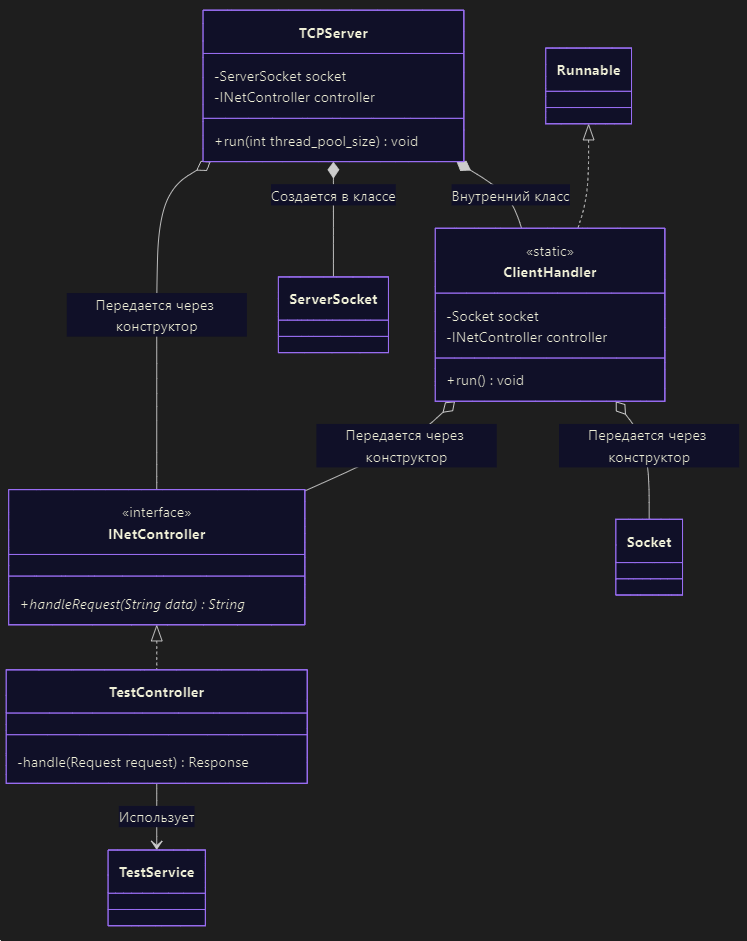 TCPServer
-ServerSocket socket
-INetController controller
+run(int thread_pool_size) : void
Runnable
Создается в классе
Внутренний класс
«static»
ClientHandler
-Socket socket
-INetController controller
+run() : void
ServerSocket
Передается через
конструктор
Передается через
конструктор
Передается через
конструктор
«interface»
INetController
+handleRequest(String data) : String
Socket
TestController
-handle(Request request) : Response
Использует
TestService